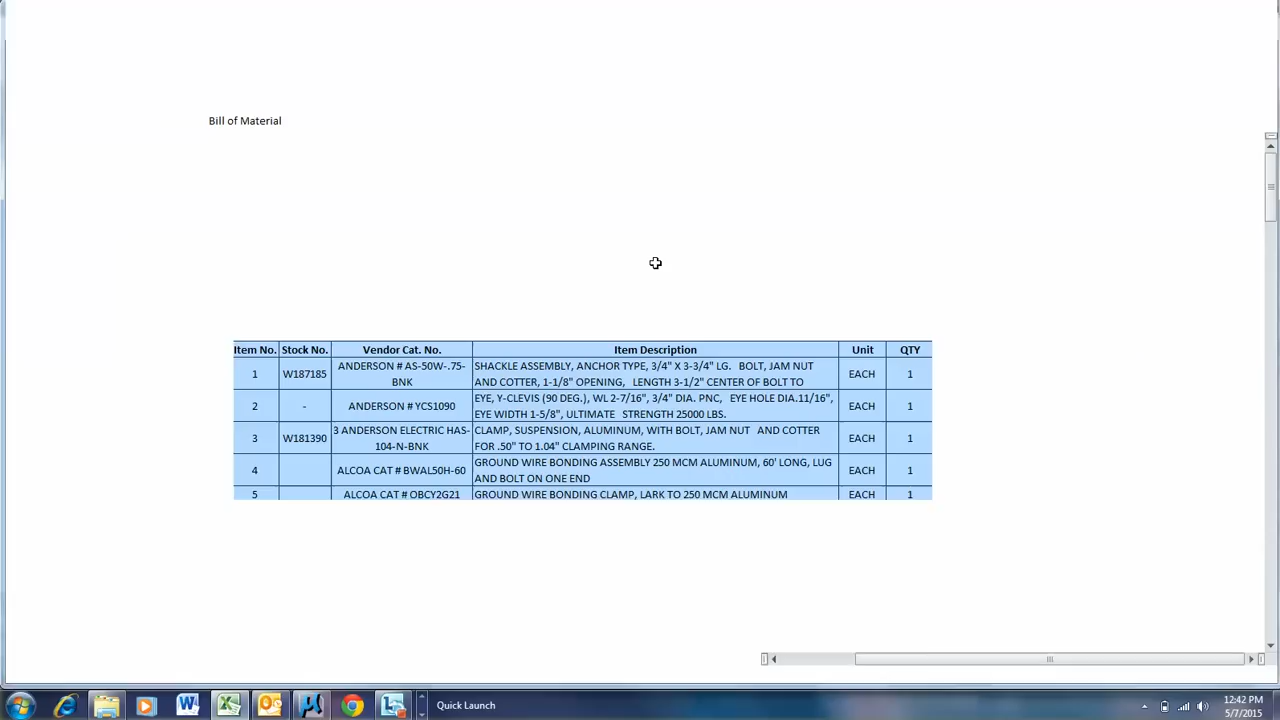 Bill of Material
Item No. Stock No. Vendor Cat. No. Item Description Unit QTY
1 W187185 ANDERSON # AS-50W-.75-BNK SHACKLE ASSEMBLY, ANCHOR TYPE, 3/4" X 3-3/4" LG. BOLT, JAM NUT AND COTTER, 1-1/8" OPENING, LENGTH 3-1/2" CENTER OF BOLT TO EACH 1
2 - ANDERSON # YCS1090 EYE, Y-CLEVIS (90 DEG.), WL 2-7/16", 3/4" DIA. PNC, EYE HOLE DIA.11/16", EYE WIDTH 1-5/8", ULTIMATE STRENGTH 25000 LBS. EACH 1
3 W181390 3 ANDERSON ELECTRIC HAS-104-N-BNK CLAMP, SUSPENSION, ALUMINUM, WITH BOLT, JAM NUT AND COTTER FOR .50" TO 1.04" CLAMPING RANGE. EACH 1
4 ALCOA CAT # BWAL50H-60 GROUND WIRE BONDING ASSEMBLY 250 MCM ALUMINUM, 60' LONG, LUG AND BOLT ON ONE END EACH 1
5 ALCOA CAT # OBCY2G21 GROUND WIRE BONDING CLAMP, LARK TO 250 MCM ALUMINUM EACH 1
Quick Launch
12:42 PM
5/7/2015